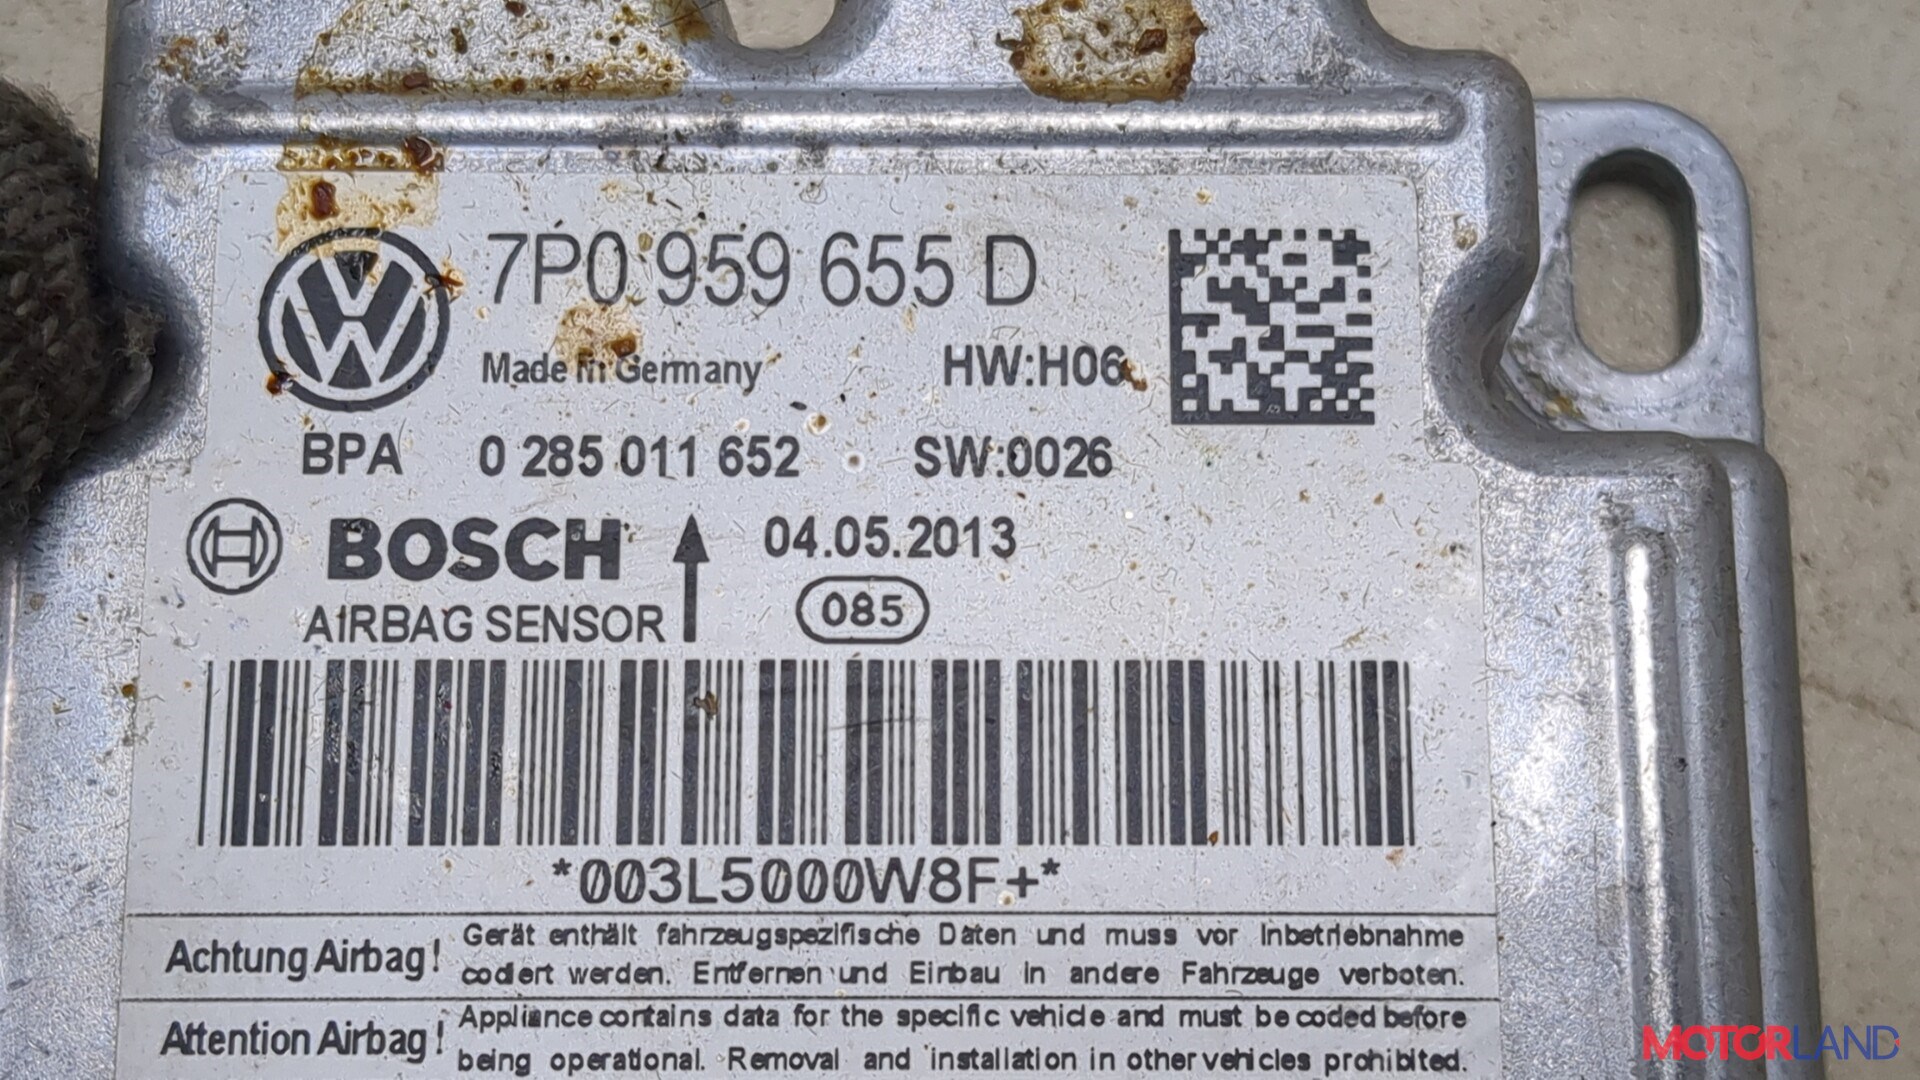 7P0 959 655 D
Made in Germany HW:H06
BPA 0 285 011 652 SW:0026
BOSCH 04.05.2013
AIRBAG SENSOR 085
*003L5000W8F+*
Achtung Airbag! Gerät enthält fahrzeugspezifische Daten und muss vor Inbetriebnahme
codiert werden. Entfernen und Einbau in andere Fahrzeuge verboten.
Attention Airbag! Appliance contains data for the specific vehicle and must be coded before
being operational. Removal and installation in other vehicles prohibited.
MOTORLAND